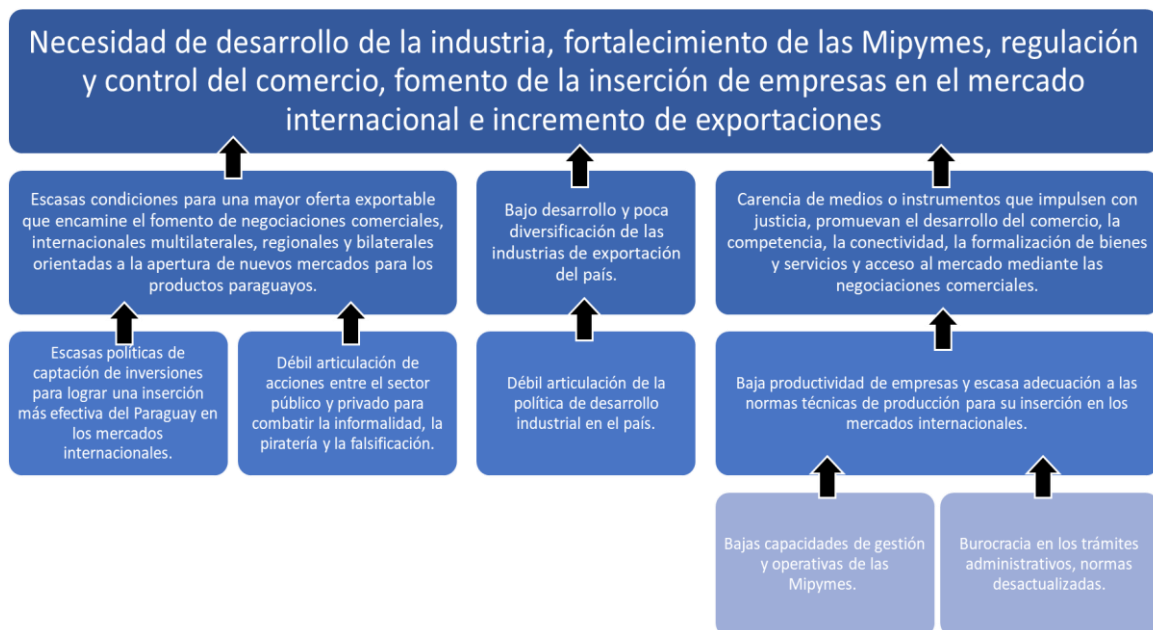 Necesidad de desarrollo de la industria, fortalecimiento de las Mipymes, regulación
y control del comercio, fomento de la inserción de empresas en el mercado
internacional e incremento de exportaciones
Escasas condiciones para una mayor oferta exportable
que encamine el fomento de negociaciones comerciales,
internacionales multilaterales, regionales y bilaterales
orientadas a la apertura de nuevos mercados para los
productos paraguayos.
Bajo desarrollo y poca
diversificación de las
industrias de exportación
del país.
Carencia de medios o instrumentos que impulsen con
justicia, promuevan el desarrollo del comercio, la
competencia, la conectividad, la formalización de bienes
y servicios y acceso al mercado mediante las
negociaciones comerciales.
Escasas políticas de
captación de inversiones
para lograr una inserción
más efectiva del Paraguay en
los mercados
internacionales.
Débil articulación de
acciones entre el sector
público y privado para
combatir la informalidad, la
piratería y la falsificación.
Débil articulación de la
política de desarrollo
industrial en el país.
Baja productividad de empresas y escasa adecuación a las
normas técnicas de producción para su inserción en los
mercados internacionales.
Bajas capacidades de gestión
y operativas de las
Mipymes.
Burocracia en los trámites
administrativos, normas
desactualizadas.